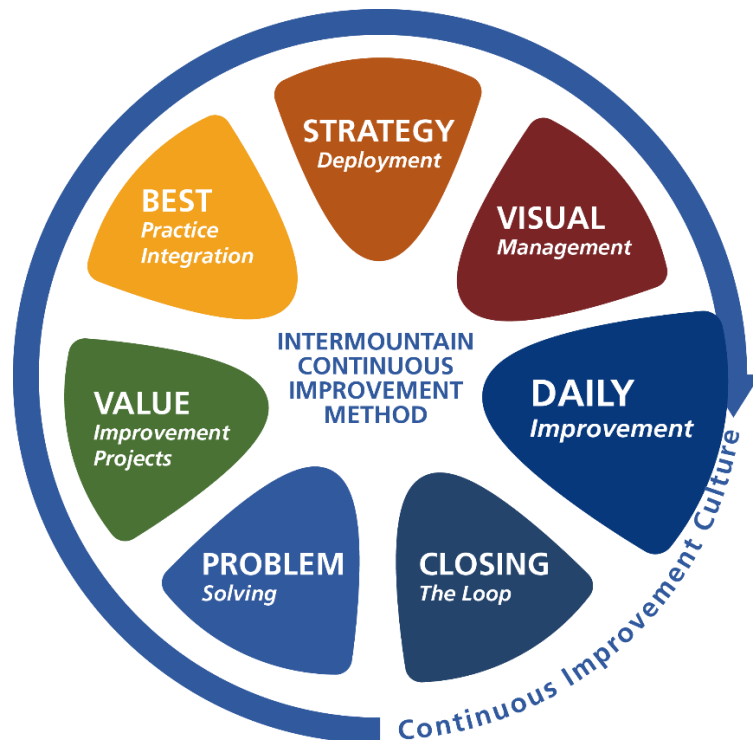 STRATEGY
Deployment
VISUAL
Management
DAILY
Improvement
CLOSING
The Loop
PROBLEM
Solving
VALUE
Improvement
Projects
BEST
Practice
Integration
INTERMOUNTAIN
CONTINUOUS
IMPROVEMENT
METHOD
Continuous Improvement Culture